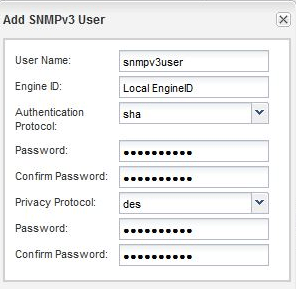 Add SNMPv3 User
User Name: snmpv3user
Engine ID: Local EngineID
Authentication sha
Protocol:
Password: ●●●●●●●●●●
Confirm Password: ●●●●●●●●●●
Privacy Protocol: des
Password: ●●●●●●●●●●
Confirm Password: ●●●●●●●●●●